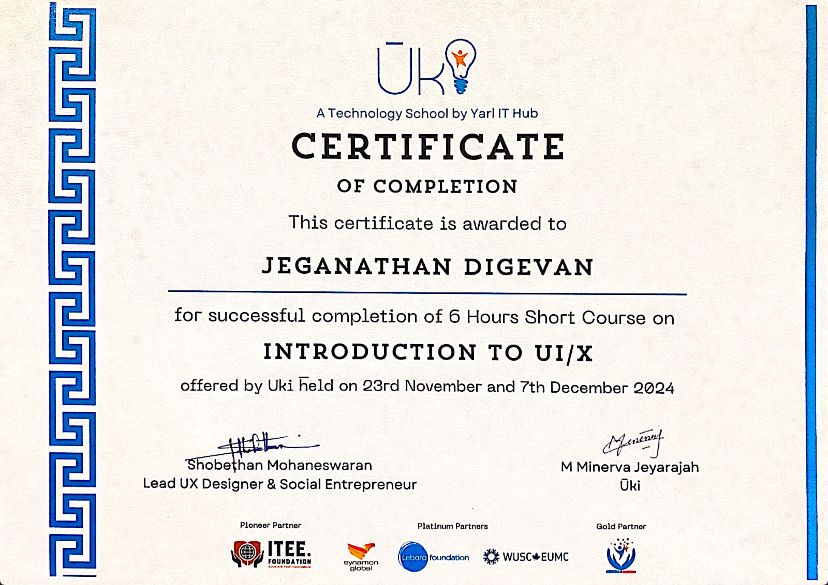 Ūki
A Technology School by Yarl IT Hub
CERTIFICATE
OF COMPLETION
This certificate is awarded to
JEGANATHAN DIGEVAN
for successful completion of 6 Hours Short Course on
INTRODUCTION TO UI/X
offered by Uki held on 23rd November and 7th December 2024
Shobethan Mohaneswaran
Lead UX Designer & Social Entrepreneur
M Minerva Jeyarajah
Ūki
Pioneer Partner
ITEE.
FOUNDATION
Platinum Partners
aynamon
global
Lebara foundation
WUSC EUMC
Gold Partner